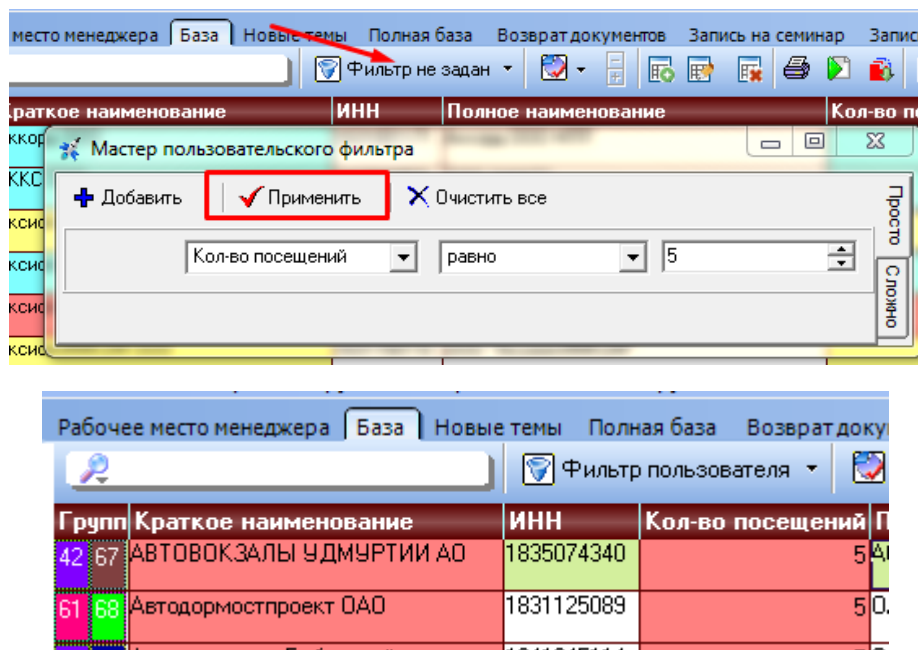 место менеджера База Новые темы Полная база Возврат документов Запись на семинар
Фильтр не задан
Краткое наименование ИНН Полное наименование Кол-во
Мастер пользовательского фильтра
Добавить Применить Очистить все
Просто
Сложно
Кол-во посещений равно 5
Рабочее место менеджера База Новые темы Полная база Возврат
Фильтр пользователя
Групп Краткое наименование ИНН Кол-во посещений П
42 67 АВТОВОКЗАЛЫ УДМУРТИИ АО 1835074340 5
61 68 Автодормостпроект ОАО 1831125089 5